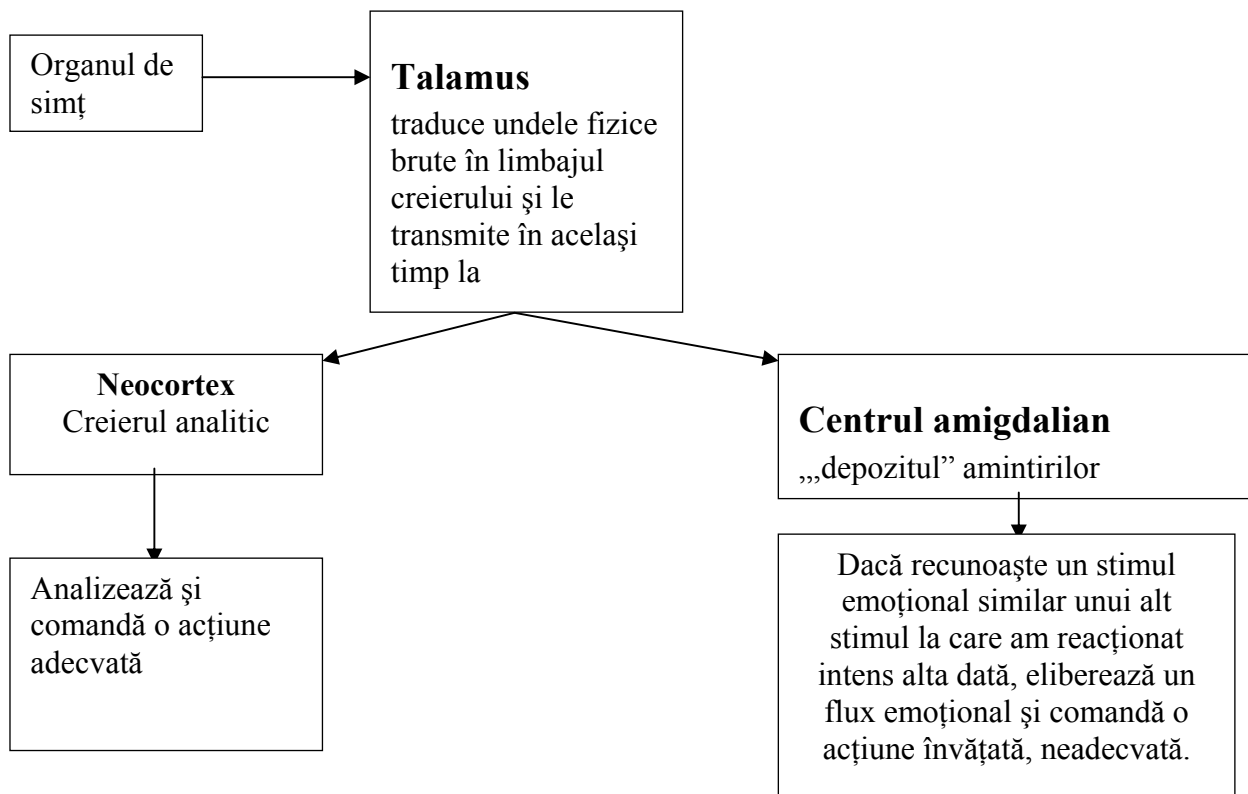 Organul de
simț
Talamus
traduce undele fizice
brute în limbajul
creierului şi le
transmite în acelaşi
timp la
Neocortex
Creierul analitic
Centrul amigdalian
„„depozitul” amintirilor
Analizează şi
comandă o acțiune
adecvată
Dacă recunoaşte un stimul
emoțional similar unui alt
stimul la care am reacționat
intens alta dată, eliberează un
flux emoțional şi comandă o
acțiune învățată, neadecvată.